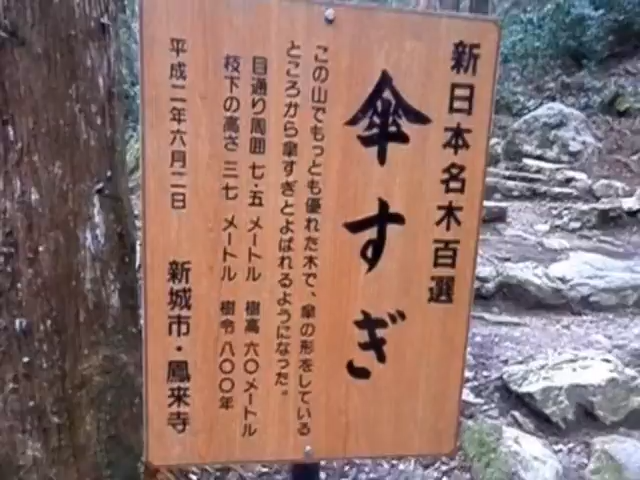 新日本名木百選
傘すぎ
この山でもっとも優れた木で、傘の形をしている
ところから傘すぎとよばれるようになった。
目通り周囲 七・五 メートル 樹高 六〇メートル
枝下の高さ 三七 メートル 樹令 八〇〇年
平成二年六月二日 新城市・鳳来寺